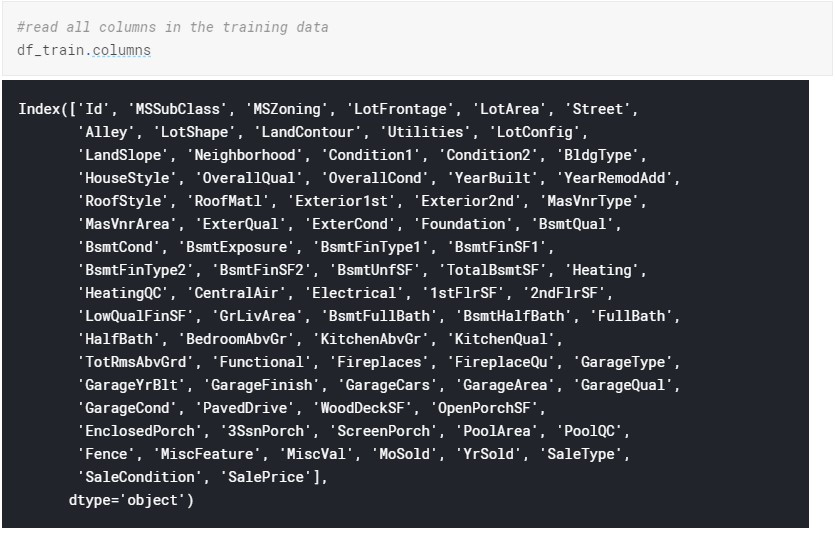 #read all columns in the training data
df_train.columns
Index(['Id', 'MSSubClass', 'MSZoning', 'LotFrontage', 'LotArea', 'Street',
'Alley', 'LotShape', 'LandContour', 'Utilities', 'LotConfig',
'LandSlope', 'Neighborhood', 'Condition1', 'Condition2', 'BldgType',
'HouseStyle', 'OverallQual', 'OverallCond', 'YearBuilt', 'YearRemodAdd',
'RoofStyle', 'RoofMatl', 'Exterior1st', 'Exterior2nd', 'MasVnrType',
'MasVnrArea', 'ExterQual', 'ExterCond', 'Foundation', 'BsmtQual',
'BsmtCond', 'BsmtExposure', 'BsmtFinType1', 'BsmtFinSF1',
'BsmtFinType2', 'BsmtFinSF2', 'BsmtUnfSF', 'TotalBsmtSF', 'Heating',
'HeatingQC', 'CentralAir', 'Electrical', '1stFlrSF', '2ndFlrSF',
'LowQualFinSF', 'GrLivArea', 'BsmtFullBath', 'BsmtHalfBath', 'FullBath',
'HalfBath', 'BedroomAbvGr', 'KitchenAbvGr', 'KitchenQual',
'TotRmsAbvGrd', 'Functional', 'Fireplaces', 'FireplaceQu', 'GarageType',
'GarageYrBlt', 'GarageFinish', 'GarageCars', 'GarageArea', 'GarageQual',
'GarageCond', 'PavedDrive', 'WoodDeckSF', 'OpenPorchSF',
'EnclosedPorch', '3SsnPorch', 'ScreenPorch', 'PoolArea', 'PoolQC',
'Fence', 'MiscFeature', 'MiscVal', 'MoSold', 'YrSold', 'SaleType',
'SaleCondition', 'SalePrice'],
dtype='object')